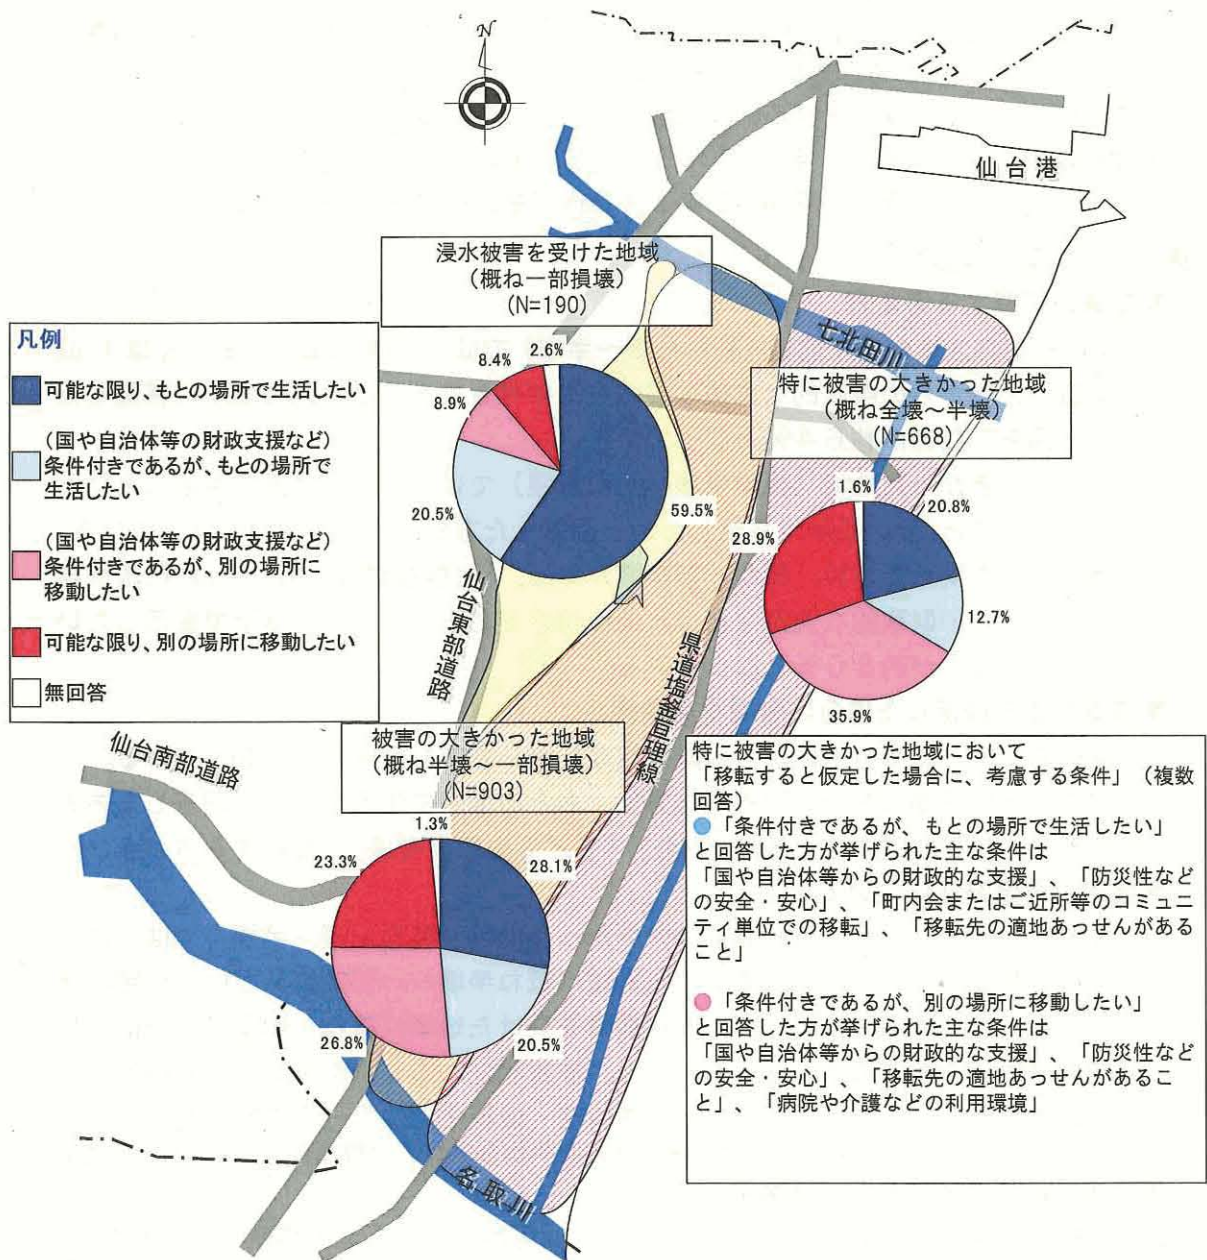 N
仙台港
浸水被害を受けた地域
(概ね一部損壊)
(N=190)
七北田川
凡例
可能な限り、もとの場所で生活したい
(国や自治体等の財政支援など)
条件付きであるが、もとの場所で
生活したい
(国や自治体等の財政支援など)
条件付きであるが、別の場所に
移動したい
可能な限り、別の場所に移動したい
無回答
2.6%
8.4%
8.9%
20.5%
59.5%
特に被害の大きかった地域
(概ね全壊～半壊)
(N=668)
1.6%
20.8%
28.9%
12.7%
35.9%
仙台東部道路
県道塩釜亘理線
仙台南部道路
被害の大きかった地域
(概ね半壊～一部損壊)
(N=903)
1.3%
23.3%
28.1%
26.8%
20.5%
名取川
特に被害の大きかった地域において
「移転すると仮定した場合に、考慮する条件」(複数
回答)
「条件付きであるが、もとの場所で生活したい」
と回答した方が挙げられた主な条件は
「国や自治体等からの財政的な支援」、「防災性など
の安全・安心」、「町内会またはご近所等のコミュニ
ティ単位での移転」、「移転先の適地あっせんがある
こと」
「条件付きであるが、別の場所に移動したい」
と回答した方が挙げられた主な条件は
「国や自治体等からの財政的な支援」、「防災性など
の安全・安心」、「移転先の適地あっせんがあるこ
と」、「病院や介護などの利用環境」